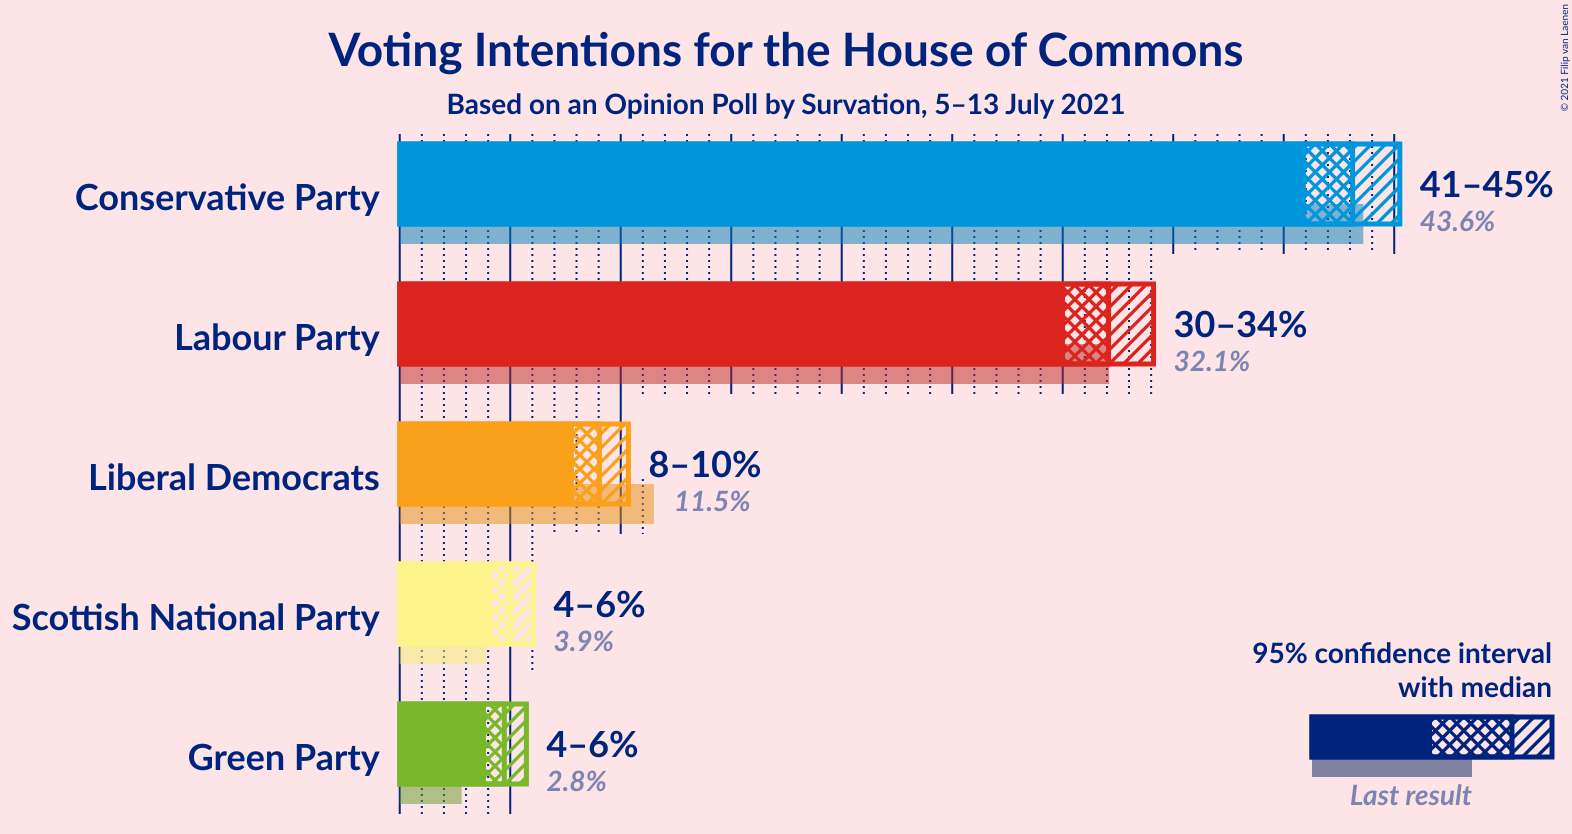 Voting Intentions for the House of Commons
Based on an Opinion Poll by Survation, 5–13 July 2021
© 2021 Filip van Laenen
Conservative Party
41–45%
43.6%
Labour Party
30–34%
32.1%
Liberal Democrats
8–10%
11.5%
Scottish National Party
4–6%
3.9%
Green Party
4–6%
2.8%
95% confidence interval
with median
Last result